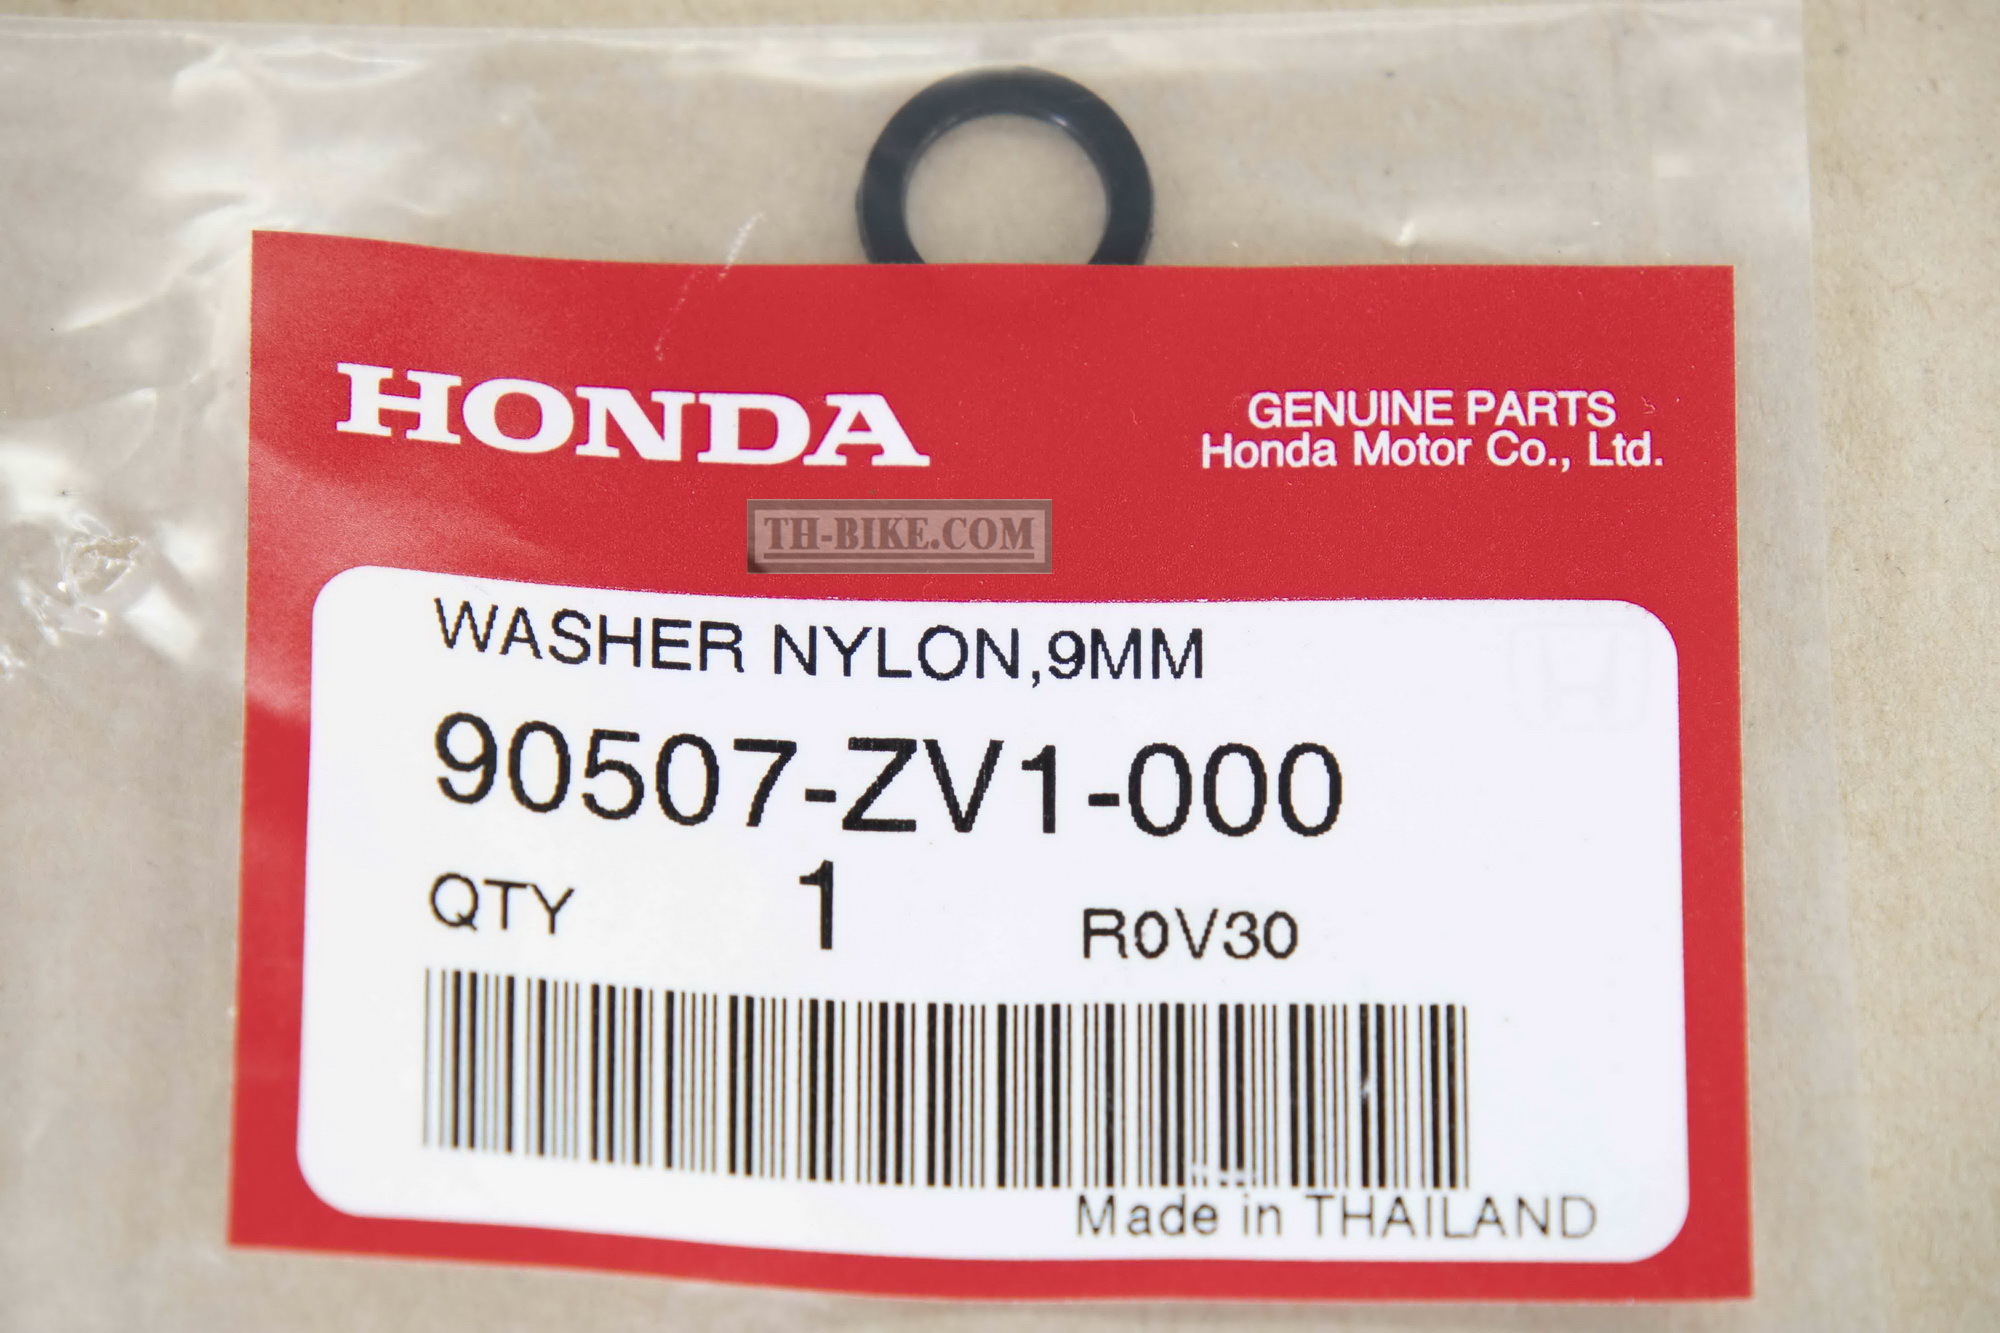 HONDA
GENUINE PARTS
Honda Motor Co., Ltd.
TH-BIKE.COM
WASHER NYLON,9MM
90507-ZV1-000
QTY 1 R0V30
Made in THAILAND